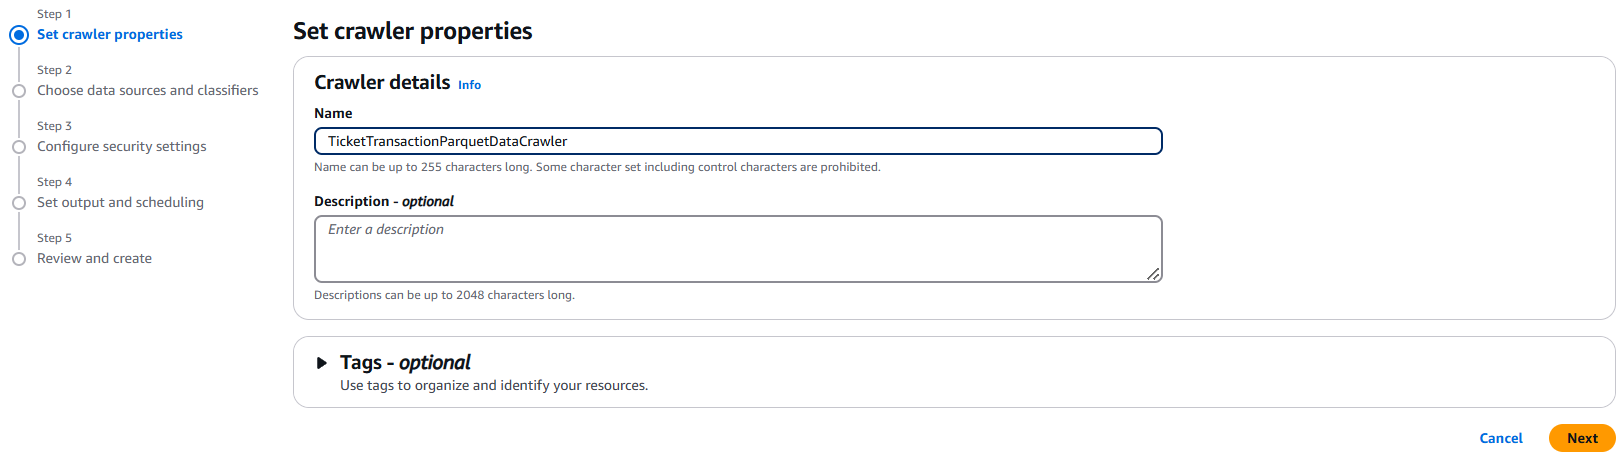 Step 1
Set crawler properties
Step 2
Choose data sources and classifiers
Step 3
Configure security settings
Step 4
Set output and scheduling
Step 5
Review and create
Set crawler properties
Crawler details Info
Name
TicketTransactionParquetDataCrawler
Name can be up to 255 characters long. Some character set including control characters are prohibited.
Description - optional
Enter a description
Descriptions can be up to 2048 characters long.
Tags - optional
Use tags to organize and identify your resources.
Cancel
Next